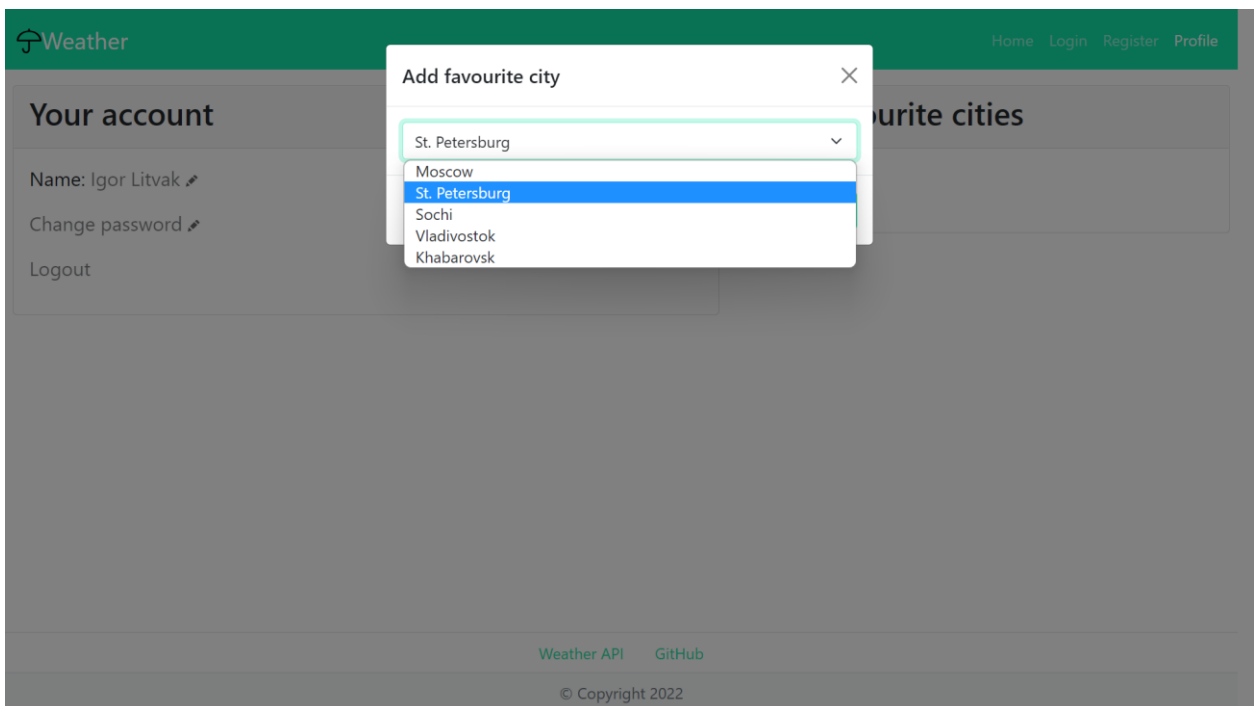 Weather
Home Login Register Profile
Add favourite city
Your account
St. Petersburg
Moscow
St. Petersburg
Sochi
Vladivostok
Khabarovsk
cities
Name: Igor Litvak
Change password
Logout
Weather API GitHub
© Copyright 2022